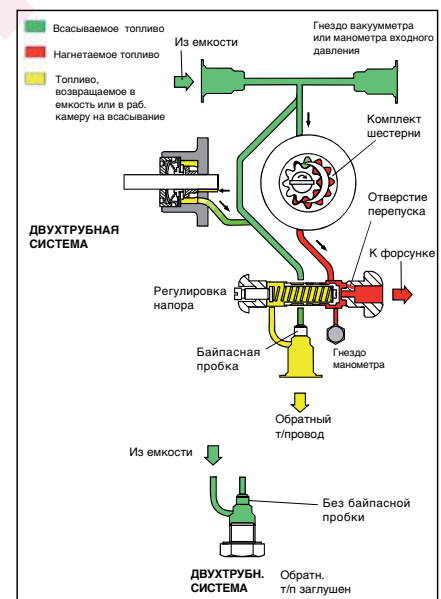 Всасываемое топливо
Нагнетаемое топливо
Топливо,
возвращаемое в
емкость или в раб.
камеру на всасывание
Гнездо вакуумметра
или манометра входного
давления
Из емкости
Комплект
шестерни
Отверстие
перепуска
ДВУХТРУБНАЯ
СИСТЕМА
К форсунке
Регулировка
напора
Байпасная
пробка
Гнездо
манометра
Обратный
т/провод
Из емкости
Без байпасной
пробки
ДВУХТРУБН.
СИСТЕМА
Обратн.
т/п заглушен